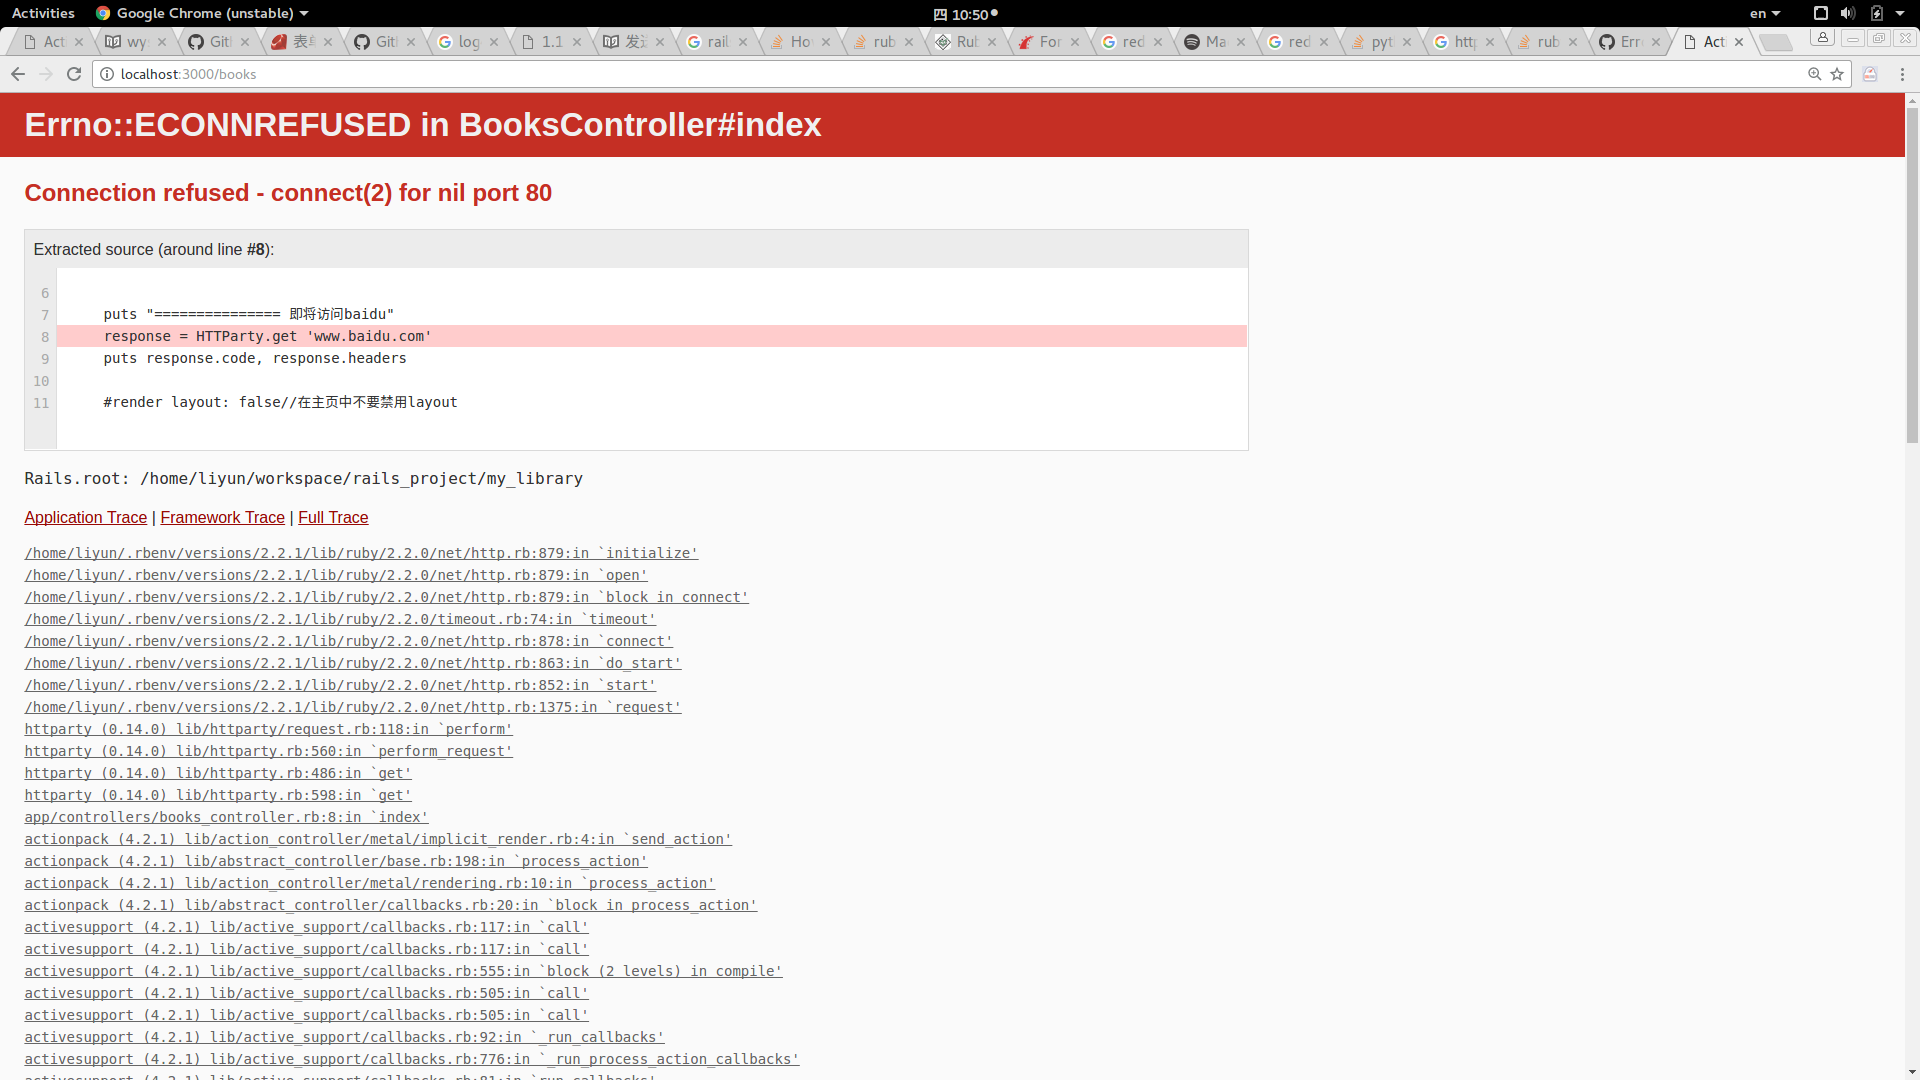 Activities Google Chrome (unstable) 四 10:50 en
Act wy Git 表单 Git log 1.1 发送 rail Ho rub Rub For red Ma red pyt http rub Erro Acti
localhost:3000/books
Errno::ECONNREFUSED in BooksController#index
Connection refused - connect(2) for nil port 80
Extracted source (around line #8):
6
7 puts "=============== 即将访问baidu"
8 response = HTTParty.get 'www.baidu.com'
9 puts response.code, response.headers
10
11 #render layout: false//在主页中不要禁用layout
Rails.root: /home/liyun/workspace/rails_project/my_library
Application Trace | Framework Trace | Full Trace
/home/liyun/.rbenv/versions/2.2.1/lib/ruby/2.2.0/net/http.rb:879:in `initialize'
/home/liyun/.rbenv/versions/2.2.1/lib/ruby/2.2.0/net/http.rb:879:in `open'
/home/liyun/.rbenv/versions/2.2.1/lib/ruby/2.2.0/net/http.rb:879:in `block in connect'
/home/liyun/.rbenv/versions/2.2.1/lib/ruby/2.2.0/timeout.rb:74:in `timeout'
/home/liyun/.rbenv/versions/2.2.1/lib/ruby/2.2.0/net/http.rb:878:in `connect'
/home/liyun/.rbenv/versions/2.2.1/lib/ruby/2.2.0/net/http.rb:863:in `do_start'
/home/liyun/.rbenv/versions/2.2.1/lib/ruby/2.2.0/net/http.rb:852:in `start'
/home/liyun/.rbenv/versions/2.2.1/lib/ruby/2.2.0/net/http.rb:1375:in `request'
httparty (0.14.0) lib/httparty/request.rb:118:in `perform'
httparty (0.14.0) lib/httparty.rb:560:in `perform_request'
httparty (0.14.0) lib/httparty.rb:486:in `get'
httparty (0.14.0) lib/httparty.rb:598:in `get'
app/controllers/books_controller.rb:8:in `index'
actionpack (4.2.1) lib/action_controller/metal/implicit_render.rb:4:in `send_action'
actionpack (4.2.1) lib/abstract_controller/base.rb:198:in `process_action'
actionpack (4.2.1) lib/action_controller/metal/rendering.rb:10:in `process_action'
actionpack (4.2.1) lib/abstract_controller/callbacks.rb:20:in `block in process_action'
activesupport (4.2.1) lib/active_support/callbacks.rb:117:in `call'
activesupport (4.2.1) lib/active_support/callbacks.rb:117:in `call'
activesupport (4.2.1) lib/active_support/callbacks.rb:555:in `block (2 levels) in compile'
activesupport (4.2.1) lib/active_support/callbacks.rb:505:in `call'
activesupport (4.2.1) lib/active_support/callbacks.rb:505:in `call'
activesupport (4.2.1) lib/active_support/callbacks.rb:92:in `_run_callbacks'
activesupport (4.2.1) lib/active_support/callbacks.rb:776:in `_run_process_action_callbacks'
activesupport (4.2.1) lib/active_support/callbacks.rb:81:in `run_callbacks'